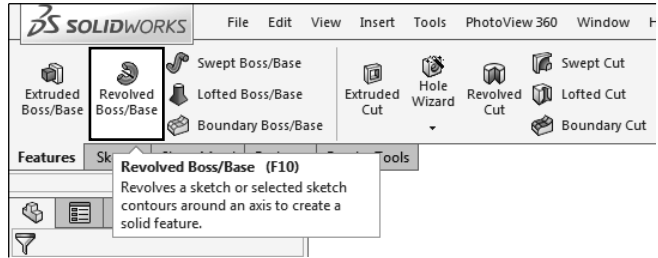 SOLIDWORKS File Edit View Insert Tools PhotoView 360 Window H
Extruded Boss/Base
Revolved Boss/Base
Swept Boss/Base
Lofted Boss/Base
Boundary Boss/Base
Extruded Cut
Hole Wizard
Revolved Cut
Swept Cut
Lofted Cut
Boundary Cut
Features Sk Tools
Revolved Boss/Base (F10)
Revolves a sketch or selected sketch
contours around an axis to create a
solid feature.